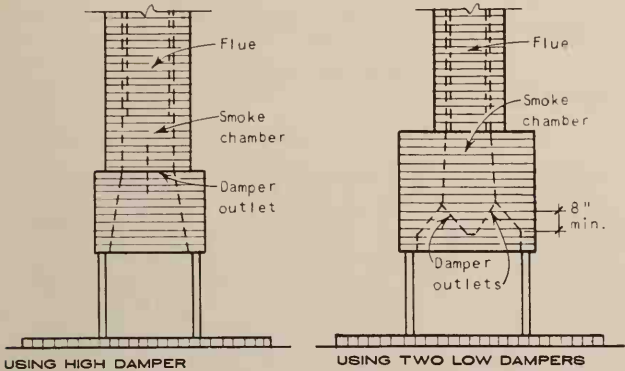 Flue
Smoke
chamber
Damper
outlet
USING HIGH DAMPER
Flue
Smoke
chamber
8"
min.
Damper
outlets
USING TWO LOW DAMPERS